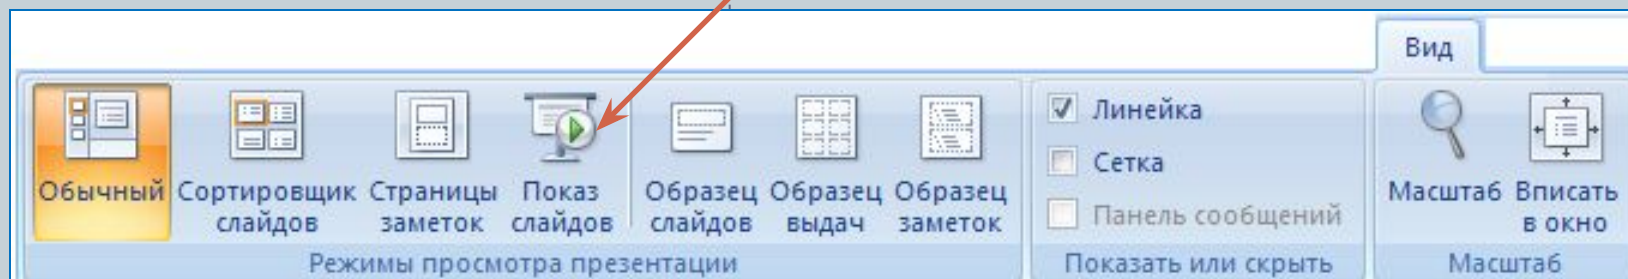 Вид
Обычный
Сортировщик
слайдов
Страницы
заметок
Показ
слайдов
Образец
слайдов
Образец
выдач
Образец
заметок
Режимы просмотра презентации
Линейка
Сетка
Панель сообщений
Показать или скрыть
Масштаб
Вписать
в окно
Масштаб